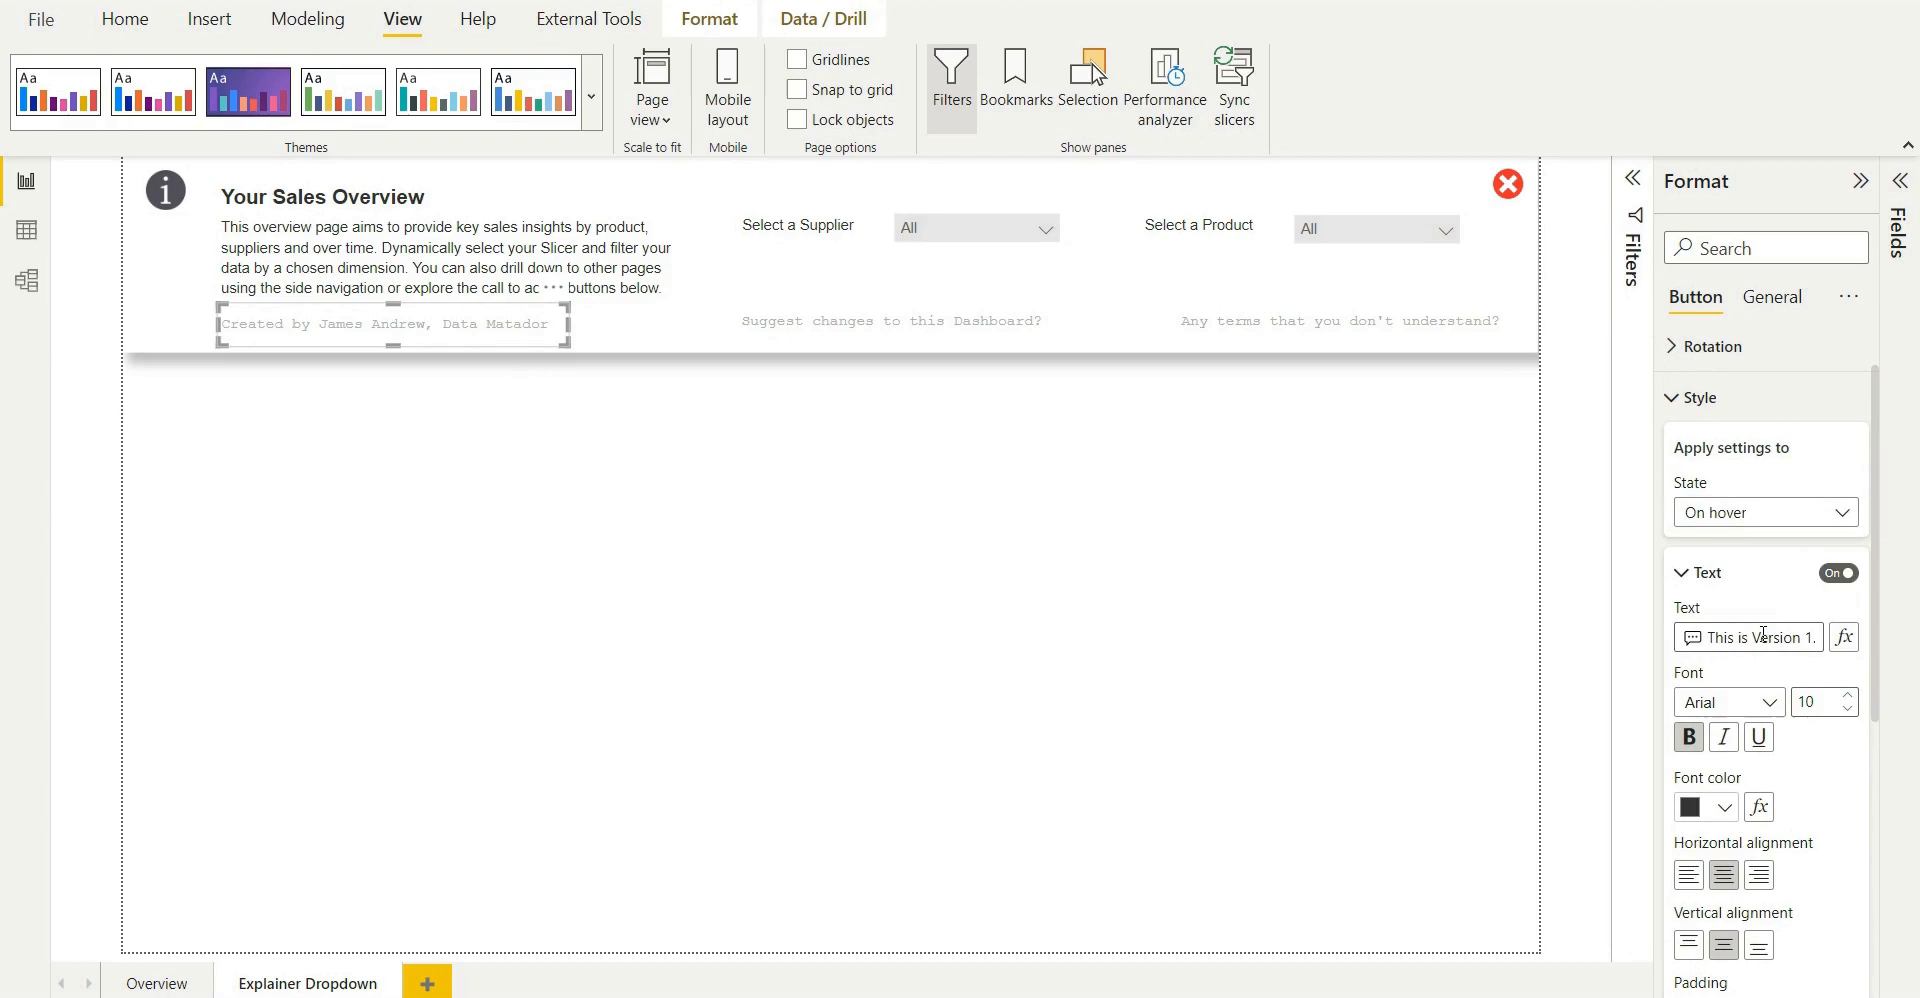 File Home Insert Modeling View Help External Tools Format Data / Drill
Aa Aa Aa Aa Aa Aa
Page
view
Mobile
layout
Gridlines
Snap to grid
Lock objects
Filters Bookmarks Selection Performance
analyzer
Sync
slicers
Themes Scale to fit Mobile Page options Show panes
Your Sales Overview
This overview page aims to provide key sales insights by product,
suppliers and over time. Dynamically select your Slicer and filter your
data by a chosen dimension. You can also drill down to other pages
using the side navigation or explore the call to ac ··· buttons below.
Select a Supplier All
Select a Product All
Created by James Andrew, Data Matador
Suggest changes to this Dashboard?
Any terms that you don't understand?
Filters
Format
Search
Button General ···
Rotation
Style
Apply settings to
State
On hover
Text On
Text
This is Version 1. fx
Font
Arial 10
B I U
Font color
fx
Horizontal alignment
Vertical alignment
Padding
Fields
Overview Explainer Dropdown +